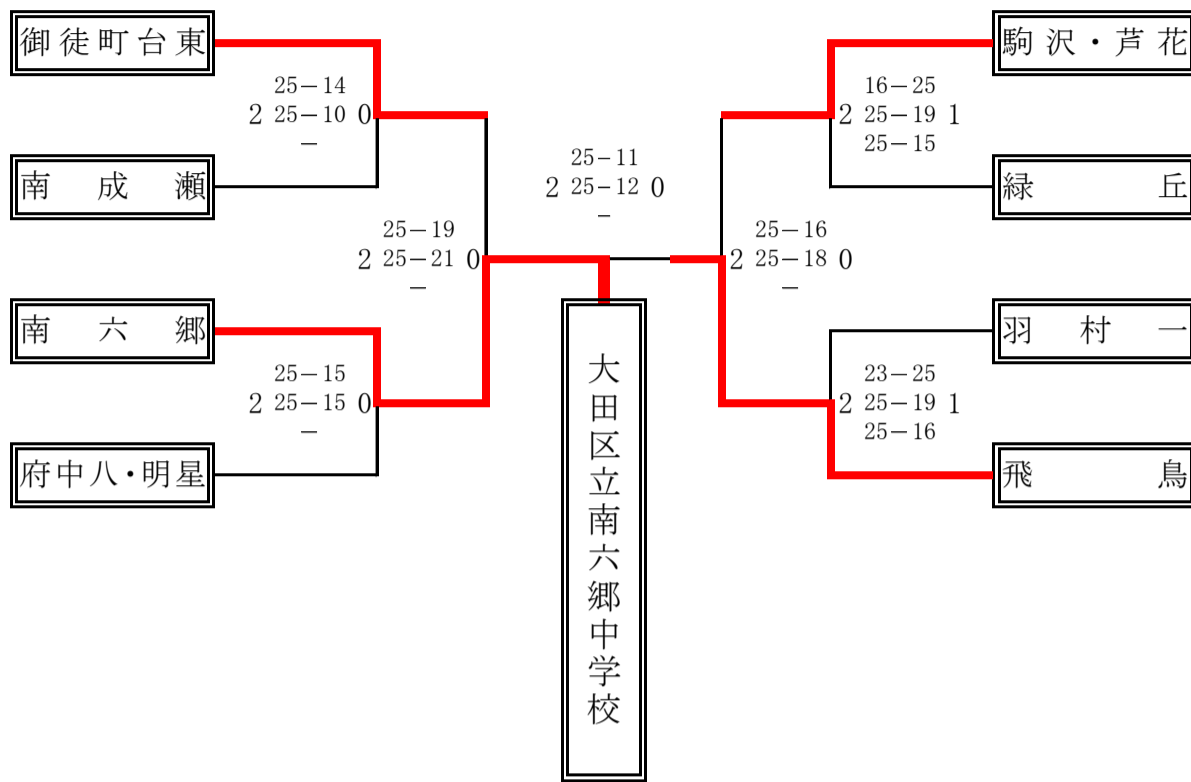 御徒町台東
25－14
2 25－10 0
－
南成瀬
25－19
2 25－21 0
－
南六郷
25－15
2 25－15 0
－
府中八・明星
25－11
2 25－12 0
－
大田区立南六郷中学校
駒沢・芦花
16－25
2 25－19 1
25－15
緑丘
25－16
2 25－18 0
－
羽村一
23－25
2 25－19 1
25－16
飛鳥